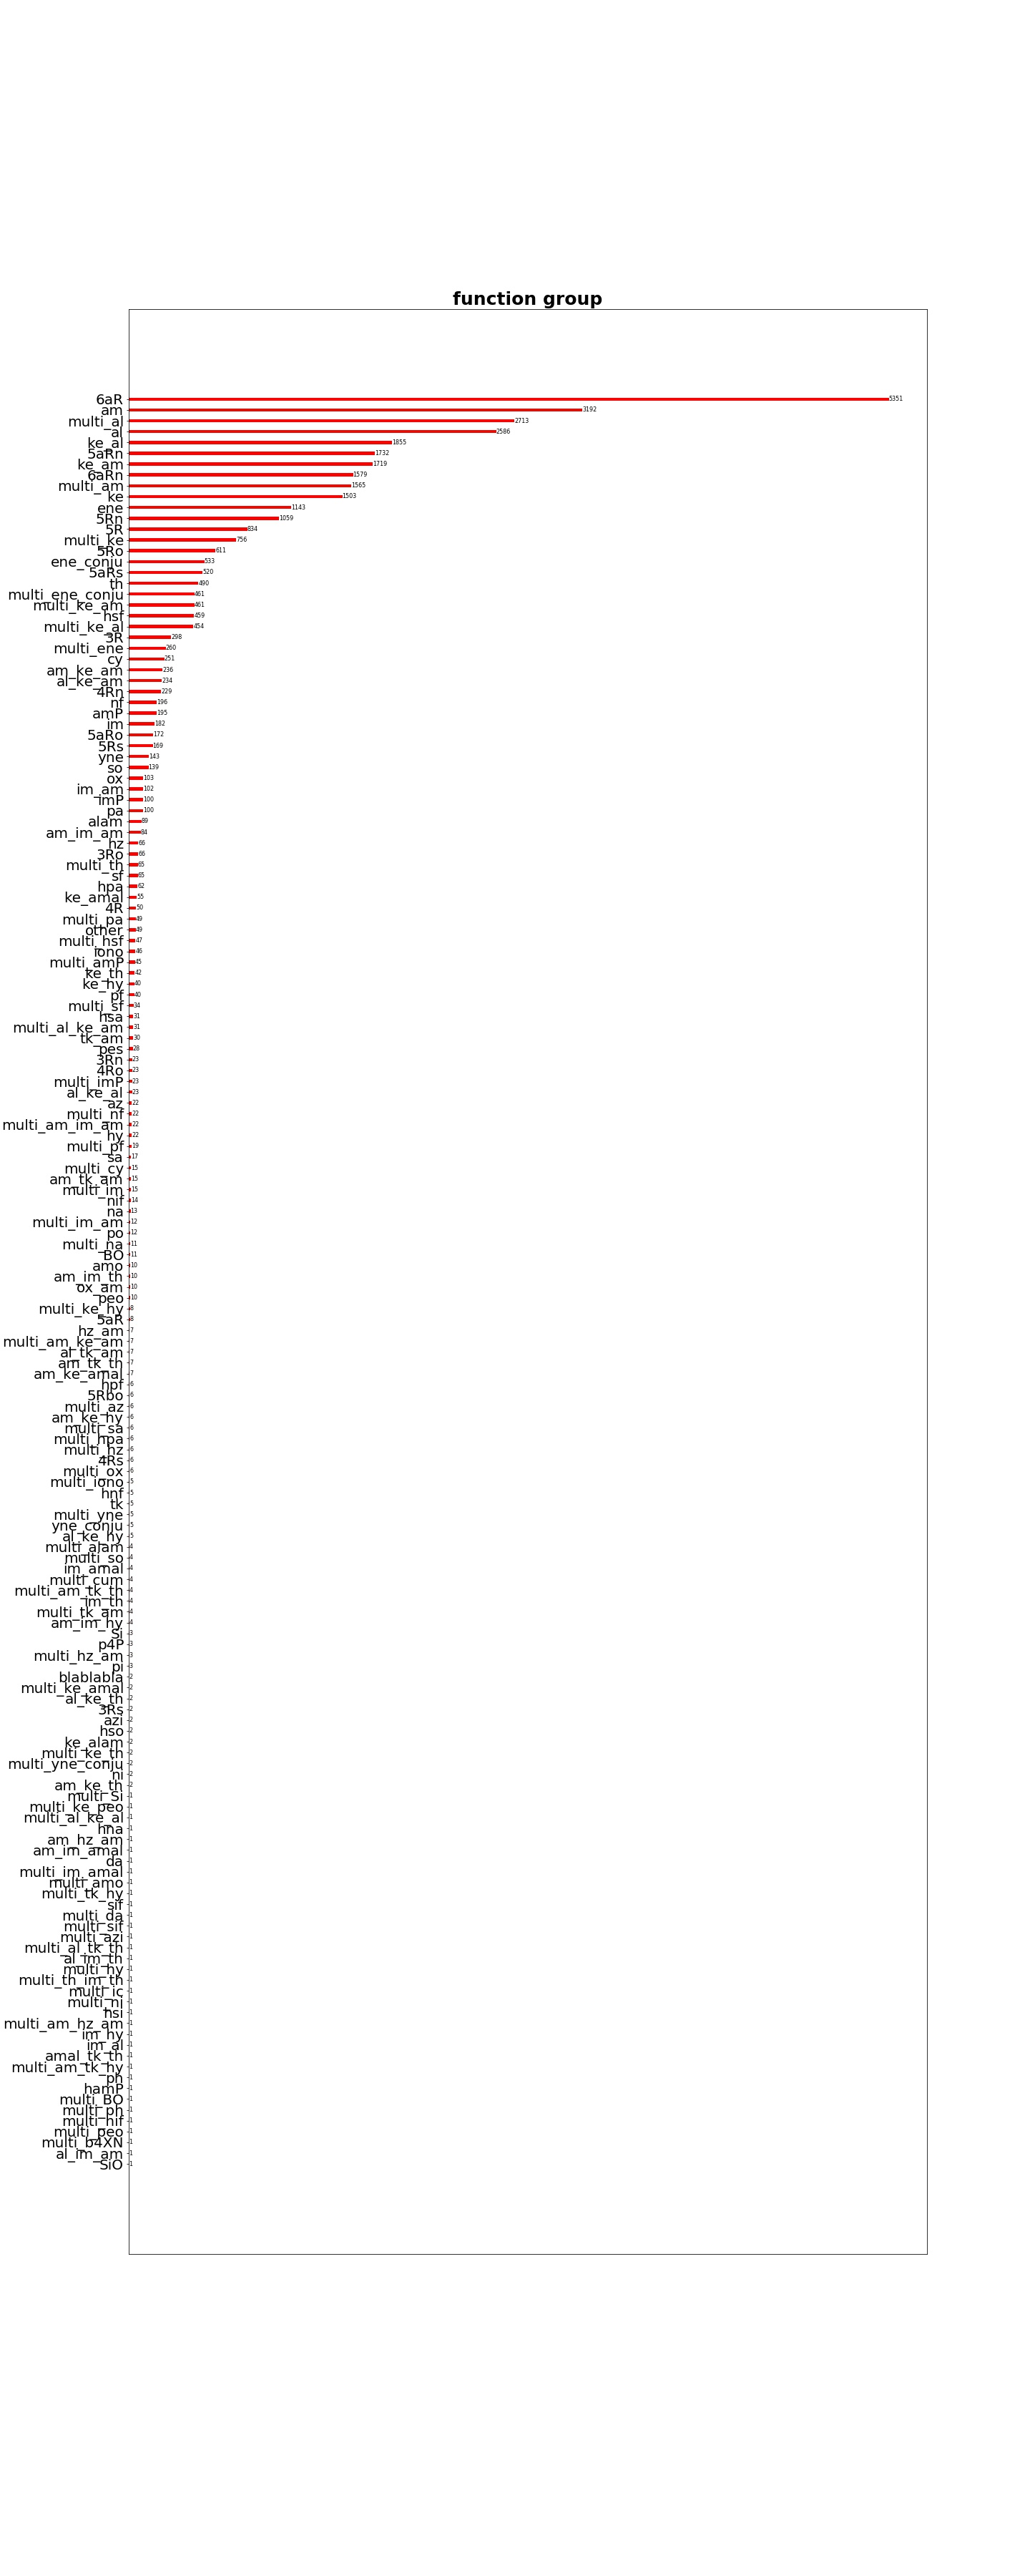 function group
6aR 5351
am 3192
multi_al 2713
al 2586
ke_al 1855
5aRn 1732
ke_am 1719
6aRn 1579
multi_am 1565
ke 1503
ene 1143
5Rn 1059
5R 834
multi_ke 756
5Ro 611
ene_conju 533
5aRs 520
th 490
multi_ene_conju 461
multi_ke_am 461
hsf 459
multi_ke_al 454
3R 298
multi_ene 260
cy 251
am_ke_am 236
al_ke_am 234
4Rn 229
nf 196
amP 195
im 182
5aRo 172
5Rs 169
yne 143
so 139
ox 103
im_am 102
imP 100
pa 100
alam 89
am_im_am 84
hz 66
3Ro 66
multi_th 65
sf 65
hpa 62
ke_amal 55
4R 50
multi_pa 49
other 49
multi_hsf 47
iono 46
multi_amP 45
ke_th 42
ke_hy 40
pf 40
multi_sf 34
hsa 31
multi_al_ke_am 31
tk_am 30
pes 28
3Rn 23
4Ro 23
multi_imP 23
al_ke_al 23
az 22
multi_nf 22
multi_am_im_am 22
hy 22
multi_pf 19
sa 17
multi_cy 15
am_tk_am 15
multi_im 15
nif 14
na 13
multi_im_am 12
po 12
multi_na 11
BO 11
amo 10
am_im_th 10
ox_am 10
peo 10
multi_ke_hy 8
5aR 8
hz_am 7
multi_am_ke_am 7
al_tk_am 7
am_tk_th 7
am_ke_amal 7
hpf 6
5Rbo 6
multi_az 6
am_ke_hy 6
multi_sa 6
multi_hpa 6
multi_hz 6
4Rs 6
multi_ox 6
multi_iono 5
hnf 5
tk 5
multi_yne 5
yne_conju 5
al_ke_hy 5
multi_alam 4
multi_so 4
im_amal 4
multi_cum 4
multi_am_tk_th 4
im_th 4
multi_tk_am 4
am_im_hy 4
Si 3
p4P 3
multi_hz_am 3
pi 3
blablabla 2
multi_ke_amal 2
al_ke_th 2
3Rs 2
azi 2
hso 2
ke_alam 2
multi_ke_th 2
multi_yne_conju 2
ni 2
am_ke_th 2
multi_Si 1
multi_ke_peo 1
multi_al_ke_al 1
hna 1
am_hz_am 1
am_im_amal 1
da 1
multi_im_amal 1
multi_amo 1
multi_tk_hy 1
sif 1
multi_da 1
multi_sif 1
multi_azi 1
multi_al_tk_th 1
al_im_th 1
multi_hy 1
multi_th_im_th 1
multi_ic 1
multi_ni 1
hsi 1
multi_am_hz_am 1
im_hy 1
im_al 1
amal_tk_th 1
multi_am_tk_hy 1
ph 1
hamP 1
multi_BO 1
multi_ph 1
multi_nif 1
multi_peo 1
multi_b4XN 1
al_im_am 1
SiO 1